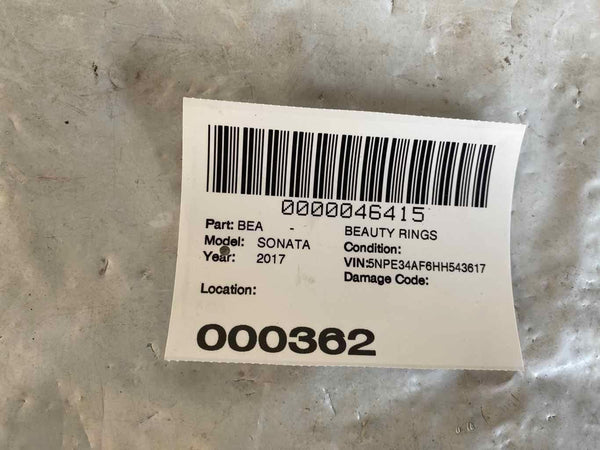 0000046415
Part: BEA - BEAUTY RINGS
Model: SONATA Condition:
Year: 2017 VIN:5NPE34AF6HH543617
Damage Code:
Location:
000362